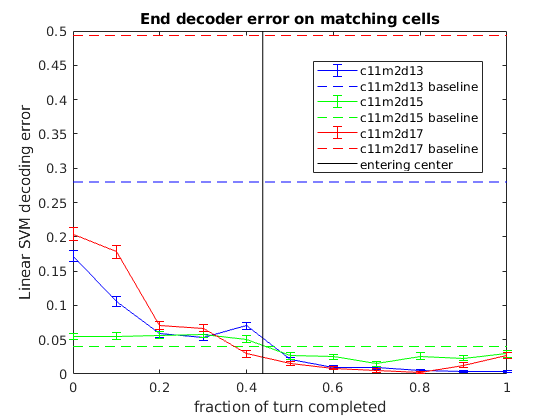 End decoder error on matching cells
Linear SVM decoding error
0.5
0.45
0.4
0.35
0.3
0.25
0.2
0.15
0.1
0.05
0
c11m2d13
c11m2d13 baseline
c11m2d15
c11m2d15 baseline
c11m2d17
c11m2d17 baseline
entering center
0 0.2 0.4 0.6 0.8 1
fraction of turn completed